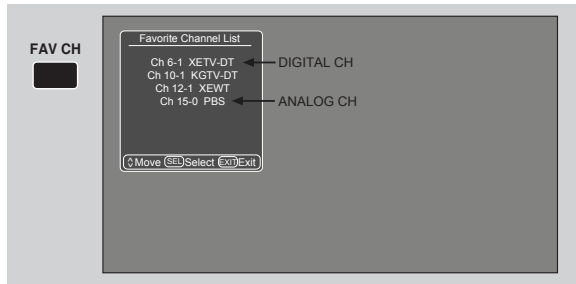 FAV CH
Favorite Channel List
Ch 6-1 XETV-DT
DIGITAL CH
Ch 10-1 KGTV-DT
Ch 12-1 XEWT
Ch 15-0 PBS
ANALOG CH
Move SEL Select EXIT Exit